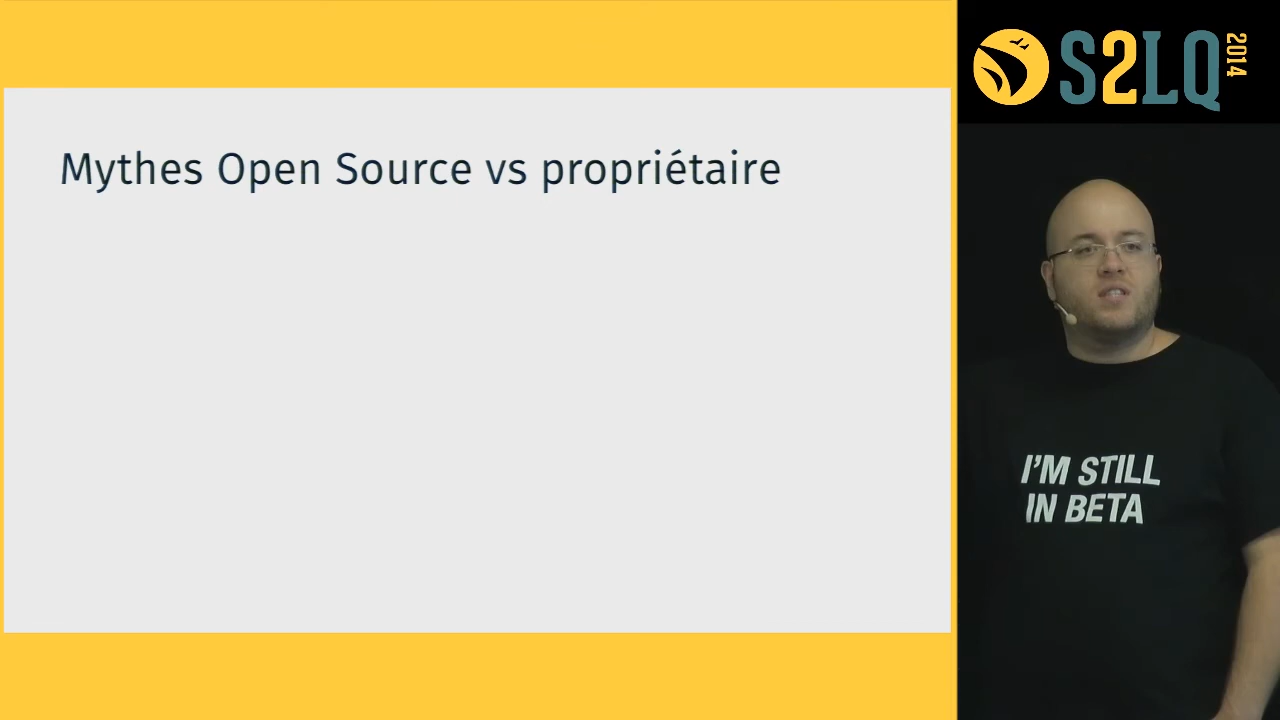 Mythes Open Source vs propriétaire
S2LQ
2014
I'M STILL
IN BETA